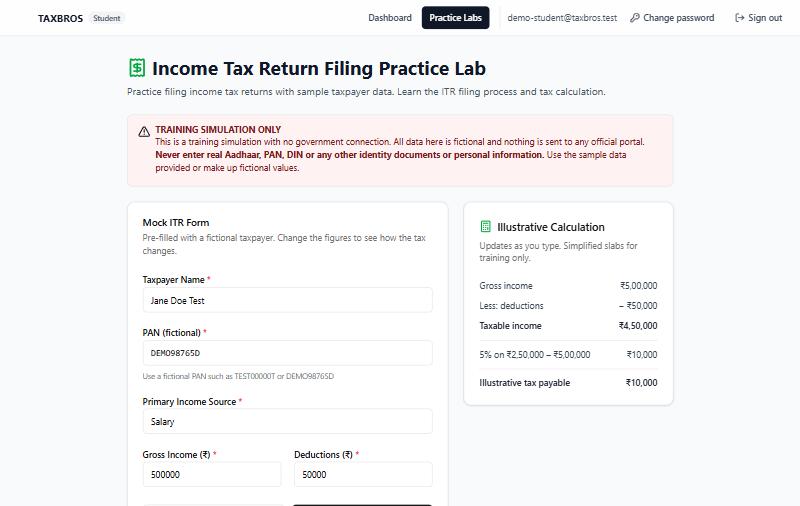 TAXBROS Student Dashboard Practice Labs demo-student@taxbros.test Change password Sign out
Income Tax Return Filing Practice Lab
Practice filing income tax returns with sample taxpayer data. Learn the ITR filing process and tax calculation.
TRAINING SIMULATION ONLY
This is a training simulation with no government connection. All data here is fictional and nothing is sent to any official portal.
Never enter real Aadhaar, PAN, DIN or any other identity documents or personal information. Use the sample data
provided or make up fictional values.
Mock ITR Form
Pre-filled with a fictional taxpayer. Change the figures to see how the tax
changes.
Taxpayer Name *
Jane Doe Test
PAN (fictional) *
DEMO98765D
Use a fictional PAN such as TEST00000T or DEMO98765D
Primary Income Source *
Salary
Gross Income (₹) * Deductions (₹) *
500000 50000
Illustrative Calculation
Updates as you type. Simplified slabs for
training only.
Gross income ₹5,00,000
Less: deductions – ₹50,000
Taxable income ₹4,50,000
5% on ₹2,50,000 – ₹5,00,000 ₹10,000
Illustrative tax payable ₹10,000